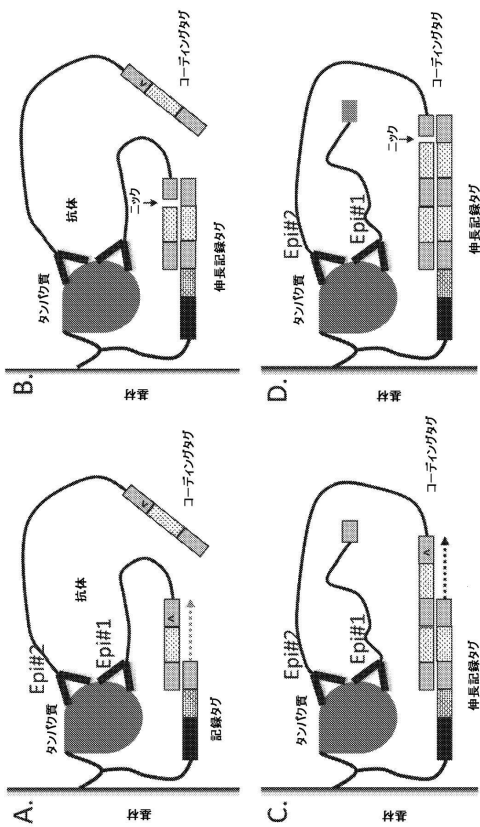 A.
Epi#2
タンパク質
抗体
Epi#1
コーディングタグ
<
<
記録タグ
基材
B.
タンパク質
抗体
コーディングタグ
<
ニック
伸長記録タグ
基材
C.
Epi#2
タンパク質
Epi#1
コーディングタグ
<
伸長記録タグ
基材
D.
Epi#2
タンパク質
Epi#1
コーディングタグ
ニック
伸長記録タグ
基材